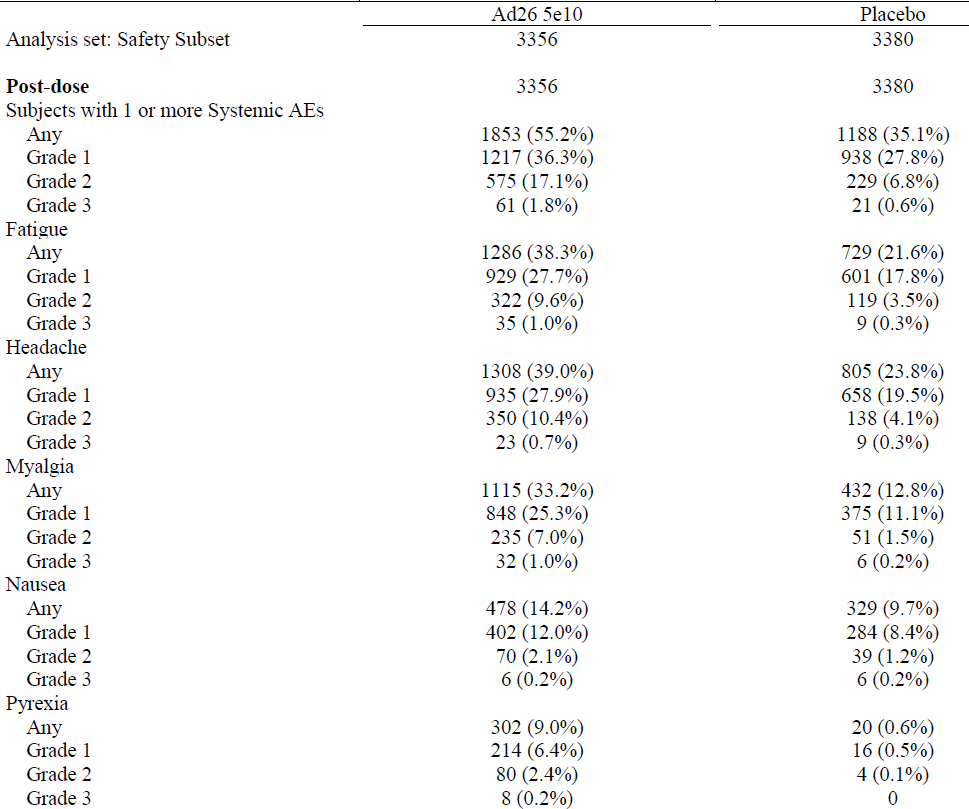 Ad26 5e10 Placebo
Analysis set: Safety Subset 3356 3380
Post-dose 3356 3380
Subjects with 1 or more Systemic AEs
Any 1853 (55.2%) 1188 (35.1%)
Grade 1 1217 (36.3%) 938 (27.8%)
Grade 2 575 (17.1%) 229 (6.8%)
Grade 3 61 (1.8%) 21 (0.6%)
Fatigue
Any 1286 (38.3%) 729 (21.6%)
Grade 1 929 (27.7%) 601 (17.8%)
Grade 2 322 (9.6%) 119 (3.5%)
Grade 3 35 (1.0%) 9 (0.3%)
Headache
Any 1308 (39.0%) 805 (23.8%)
Grade 1 935 (27.9%) 658 (19.5%)
Grade 2 350 (10.4%) 138 (4.1%)
Grade 3 23 (0.7%) 9 (0.3%)
Myalgia
Any 1115 (33.2%) 432 (12.8%)
Grade 1 848 (25.3%) 375 (11.1%)
Grade 2 235 (7.0%) 51 (1.5%)
Grade 3 32 (1.0%) 6 (0.2%)
Nausea
Any 478 (14.2%) 329 (9.7%)
Grade 1 402 (12.0%) 284 (8.4%)
Grade 2 70 (2.1%) 39 (1.2%)
Grade 3 6 (0.2%) 6 (0.2%)
Pyrexia
Any 302 (9.0%) 20 (0.6%)
Grade 1 214 (6.4%) 16 (0.5%)
Grade 2 80 (2.4%) 4 (0.1%)
Grade 3 8 (0.2%) 0